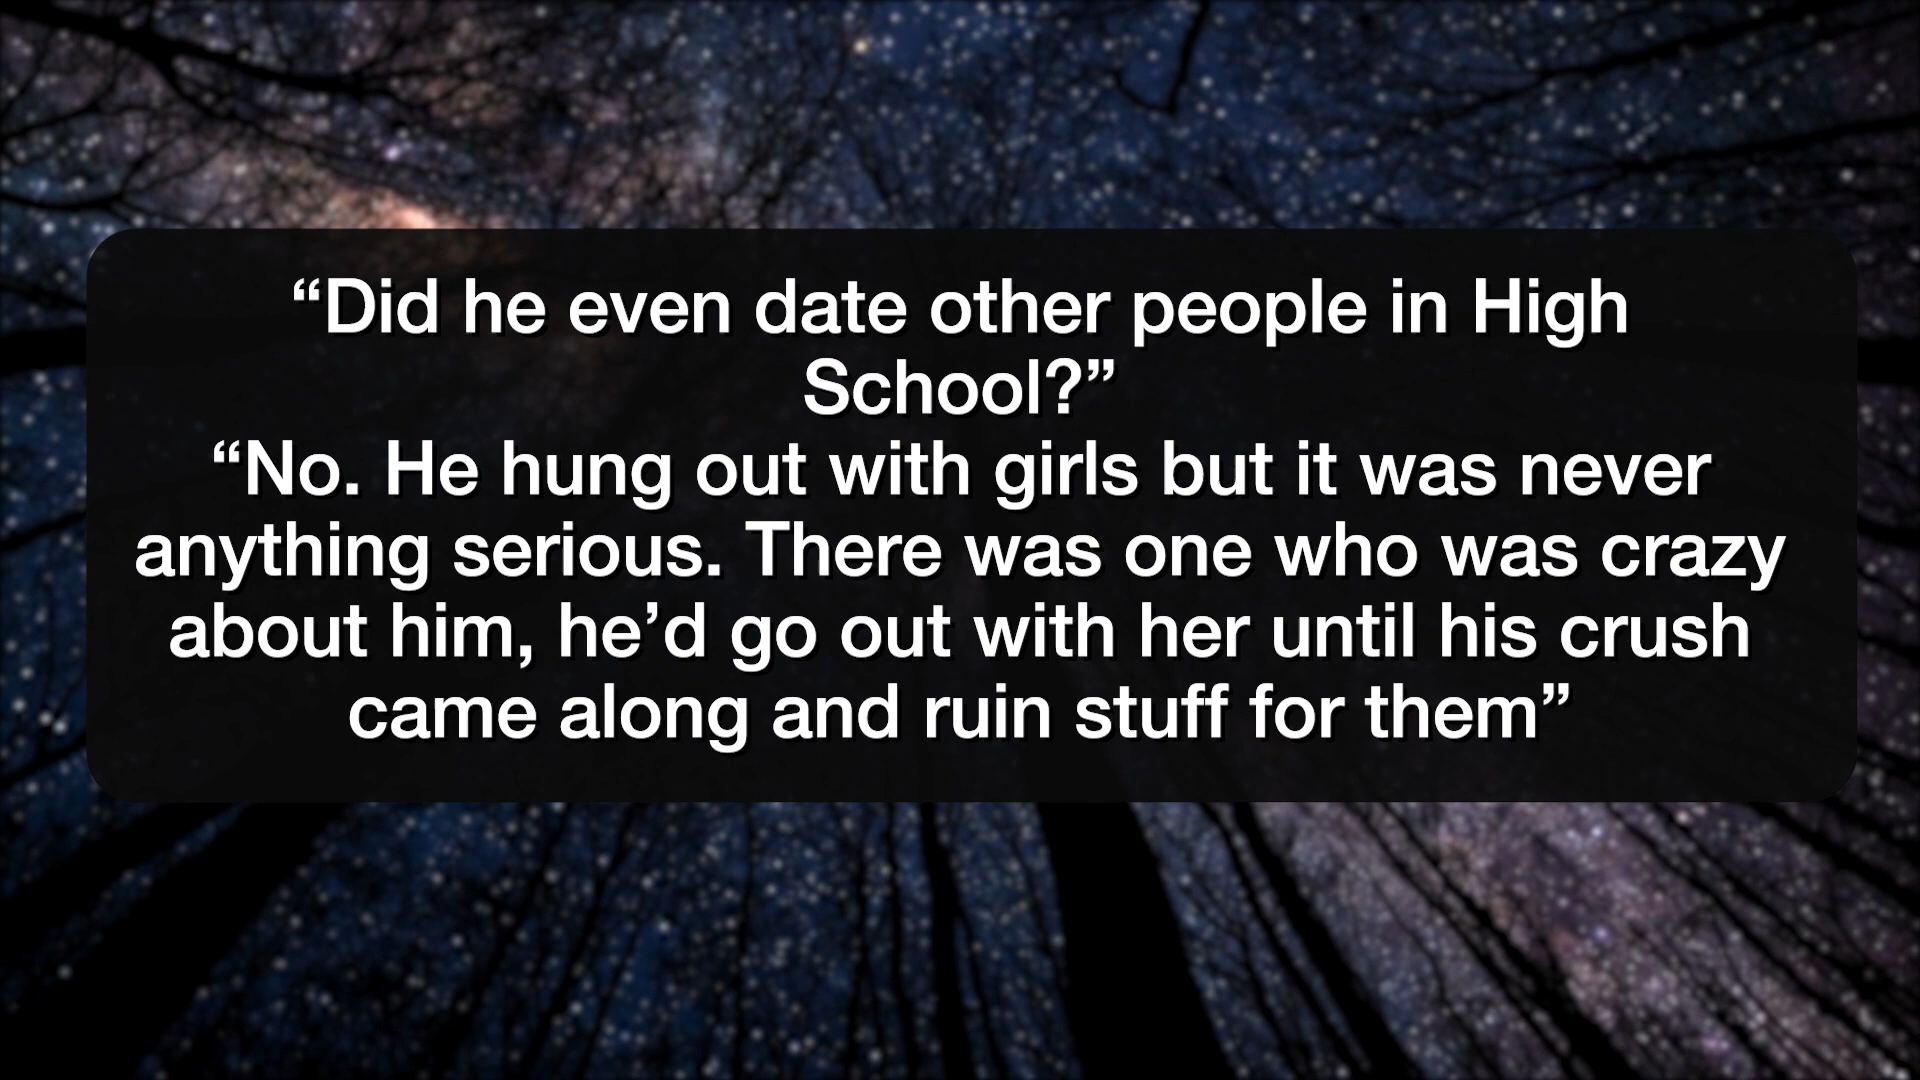 “Did he even date other people in High
School?”
“No. He hung out with girls but it was never
anything serious. There was one who was crazy
about him, he’d go out with her until his crush
came along and ruin stuff for them”